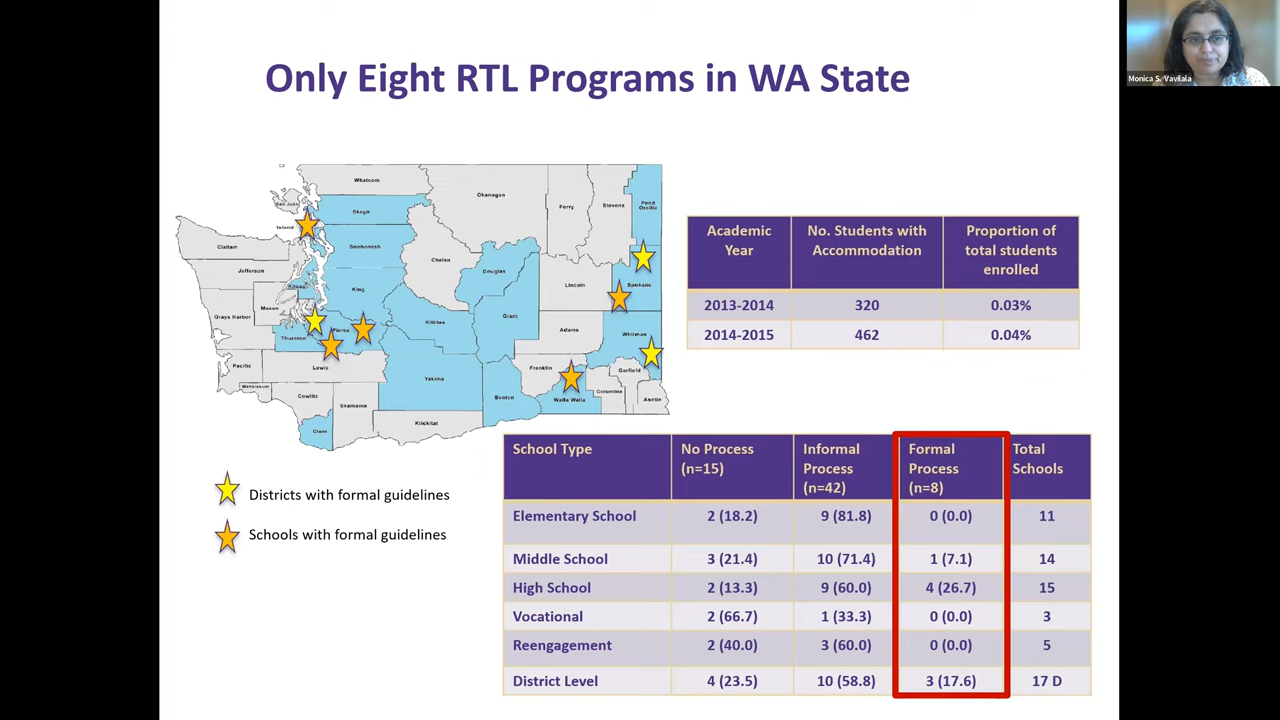 Monica S. Vavilala
Only Eight RTL Programs in WA State
Whatcom
San Juan
Skagit
Okanogan
Ferry
Stevens
Pend
Oreille
Island
Clallam
Snohomish
Chelan
Douglas
Jefferson
Kitsap
King
Lincoln
Spokane
Mason
Grays Harbor
Kittitas
Grant
Adams
Pierce
Thurston
Whitman
Pacific
Lewis
Yakima
Franklin
Garfield
Wahkiakum
Cowlitz
Skamania
Benton
Walla Walla
Columbia
Asotin
Klickitat
Clark
Districts with formal guidelines
Schools with formal guidelines
Academic Year No. Students with Accommodation Proportion of total students enrolled
2013-2014 320 0.03%
2014-2015 462 0.04%
School Type No Process (n=15) Informal Process (n=42) Formal Process (n=8) Total Schools
Elementary School 2 (18.2) 9 (81.8) 0 (0.0) 11
Middle School 3 (21.4) 10 (71.4) 1 (7.1) 14
High School 2 (13.3) 9 (60.0) 4 (26.7) 15
Vocational 2 (66.7) 1 (33.3) 0 (0.0) 3
Reengagement 2 (40.0) 3 (60.0) 0 (0.0) 5
District Level 4 (23.5) 10 (58.8) 3 (17.6) 17 D